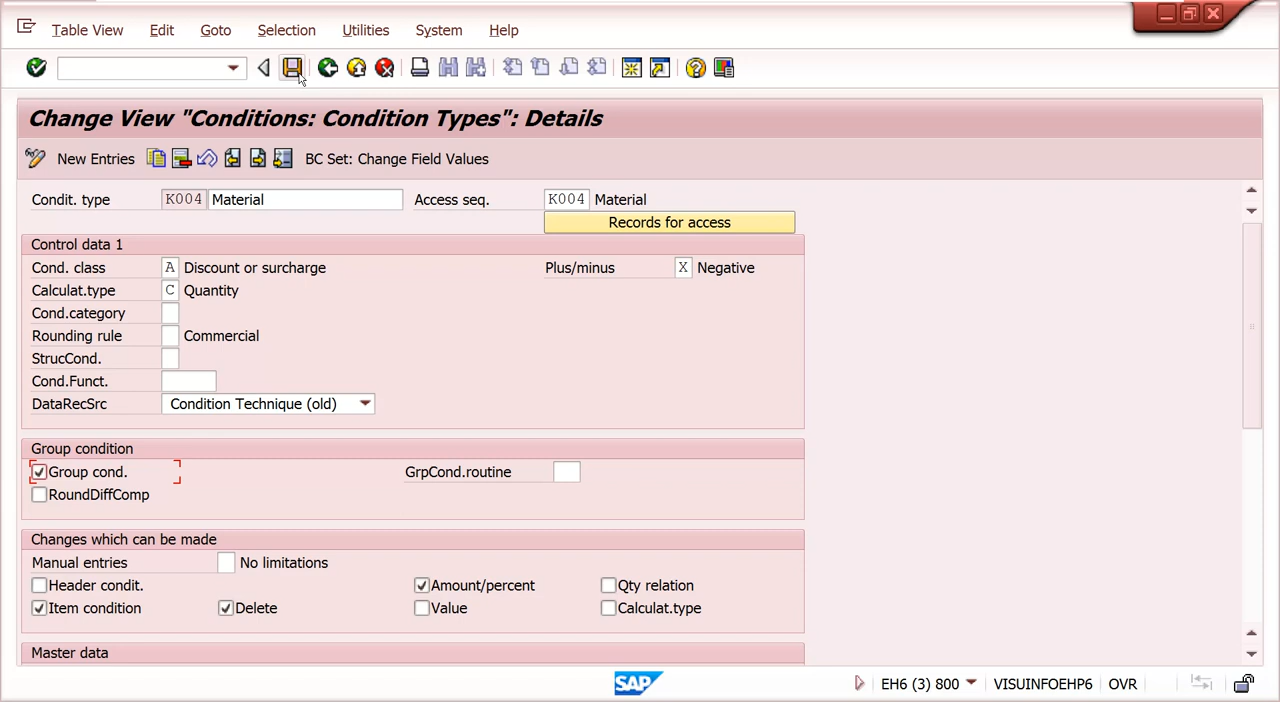 Table View Edit Goto Selection Utilities System Help
Change View "Conditions: Condition Types": Details
New Entries BC Set: Change Field Values
Condit. type K004 Material Access seq. K004 Material
Records for access
Control data 1
Cond. class A Discount or surcharge Plus/minus X Negative
Calculat.type C Quantity
Cond.category
Rounding rule Commercial
StrucCond.
Cond.Funct.
DataRecSrc Condition Technique (old)
Group condition
Group cond. GrpCond.routine
RoundDiffComp
Changes which can be made
Manual entries No limitations
Header condit. Amount/percent Qty relation
Item condition Delete Value Calculat.type
Master data
SAP EH6 (3) 800 VISUINFOEHP6 OVR